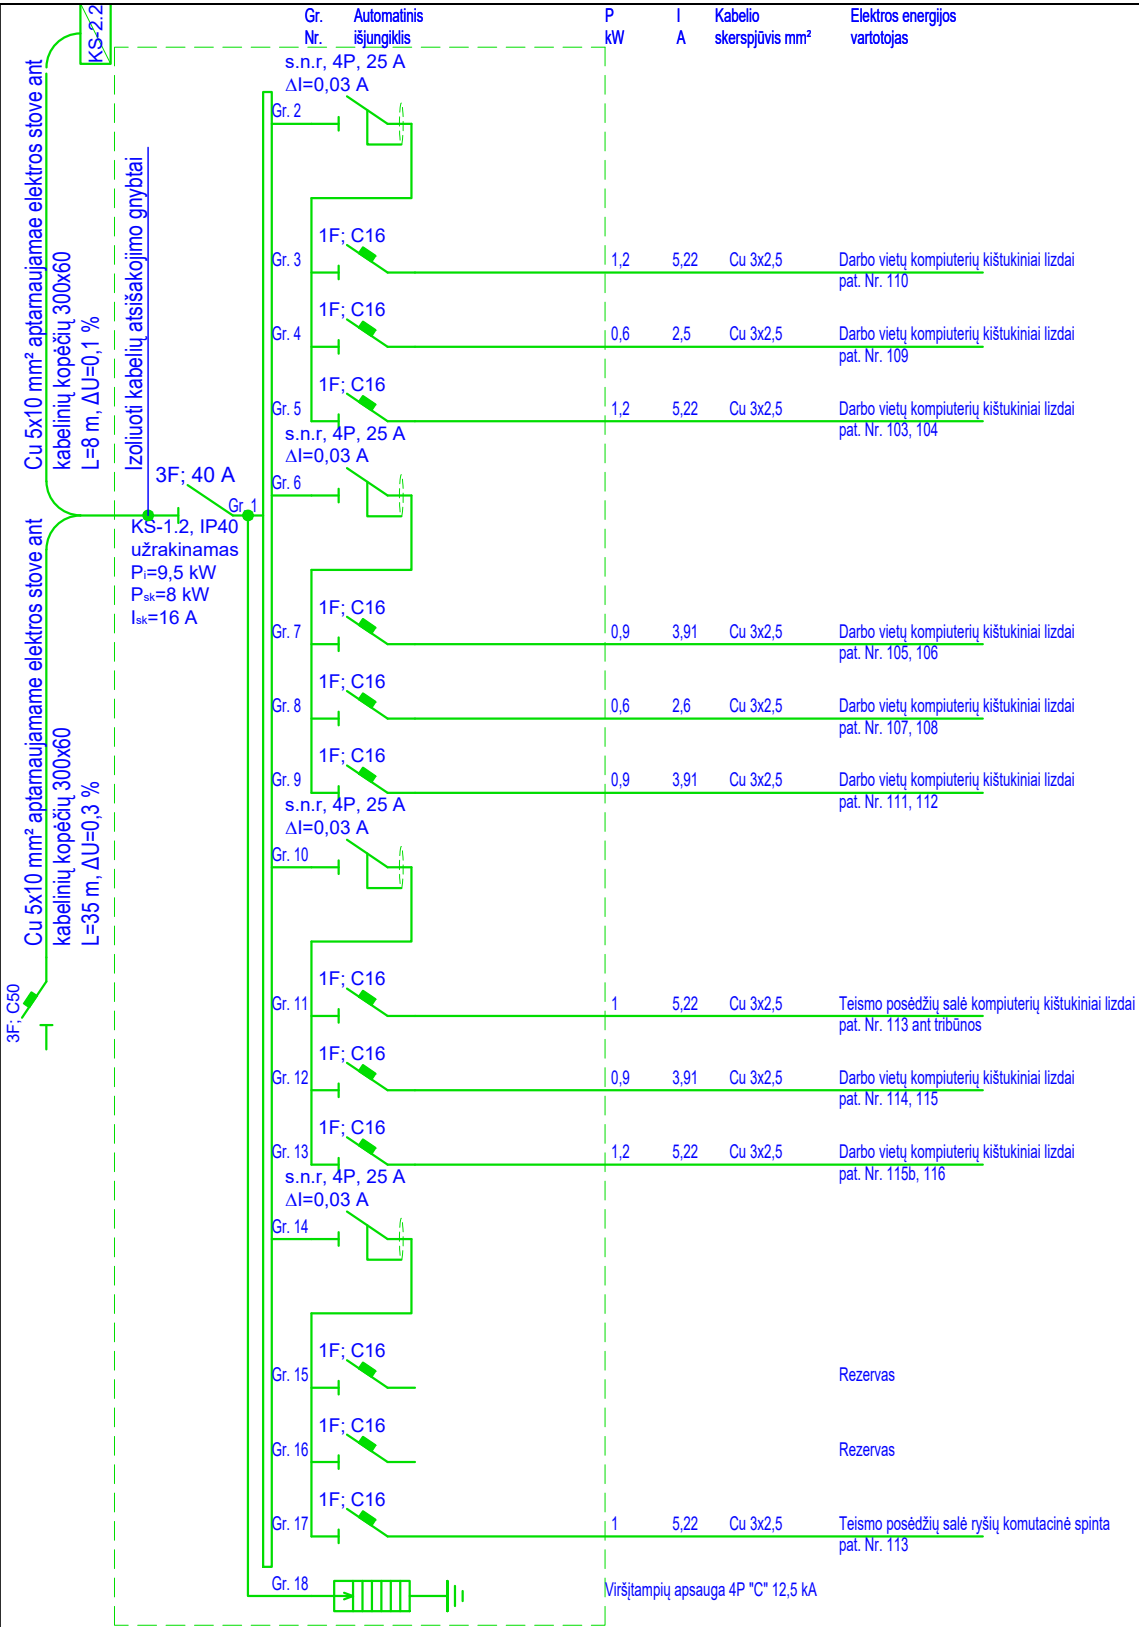 Gr. Nr.
Automatinis išjungiklis
P kW
I A
Kabelio skerspjūvis mm²
Elektros energijos vartotojas
KS-2.2
Cu 5x10 mm² aptarnaujamae elektros stove ant
kabelinių kopėčių 300x60
L=8 m, ΔU=0,1 %
Izoliuoti kabelių atsišakojimo gnybtai
Cu 5x10 mm² aptarnaujamame elektros stove ant
kabelinių kopėčių 300x60
L=35 m, ΔU=0,3 %
3F; C50
3F; 40 A
Gr. 1
KS-1.2, IP40
užrakinamas
Pi=9,5 kW
Psk=8 kW
Isk=16 A
s.n.r, 4P, 25 A
ΔI=0,03 A
Gr. 2
1F; C16
Gr. 3 1,2 5,22 Cu 3x2,5 Darbo vietų kompiuterių kištukiniai lizdai
pat. Nr. 110
1F; C16
Gr. 4 0,6 2,5 Cu 3x2,5 Darbo vietų kompiuterių kištukiniai lizdai
pat. Nr. 109
1F; C16
Gr. 5 1,2 5,22 Cu 3x2,5 Darbo vietų kompiuterių kištukiniai lizdai
pat. Nr. 103, 104
s.n.r, 4P, 25 A
ΔI=0,03 A
Gr. 6
1F; C16
Gr. 7 0,9 3,91 Cu 3x2,5 Darbo vietų kompiuterių kištukiniai lizdai
pat. Nr. 105, 106
1F; C16
Gr. 8 0,6 2,6 Cu 3x2,5 Darbo vietų kompiuterių kištukiniai lizdai
pat. Nr. 107, 108
1F; C16
Gr. 9 0,9 3,91 Cu 3x2,5 Darbo vietų kompiuterių kištukiniai lizdai
pat. Nr. 111, 112
s.n.r, 4P, 25 A
ΔI=0,03 A
Gr. 10
1F; C16
Gr. 11 1 5,22 Cu 3x2,5 Teismo posėdžių salė kompiuterių kištukiniai lizdai
pat. Nr. 113 ant tribūnos
1F; C16
Gr. 12 0,9 3,91 Cu 3x2,5 Darbo vietų kompiuterių kištukiniai lizdai
pat. Nr. 114, 115
1F; C16
Gr. 13 1,2 5,22 Cu 3x2,5 Darbo vietų kompiuterių kištukiniai lizdai
pat. Nr. 115b, 116
s.n.r, 4P, 25 A
ΔI=0,03 A
Gr. 14
1F; C16
Gr. 15 Rezervas
1F; C16
Gr. 16 Rezervas
1F; C16
Gr. 17 1 5,22 Cu 3x2,5 Teismo posėdžių salė ryšių komutacinė spinta
pat. Nr. 113
Gr. 18 Viršįtampių apsauga 4P "C" 12,5 kA